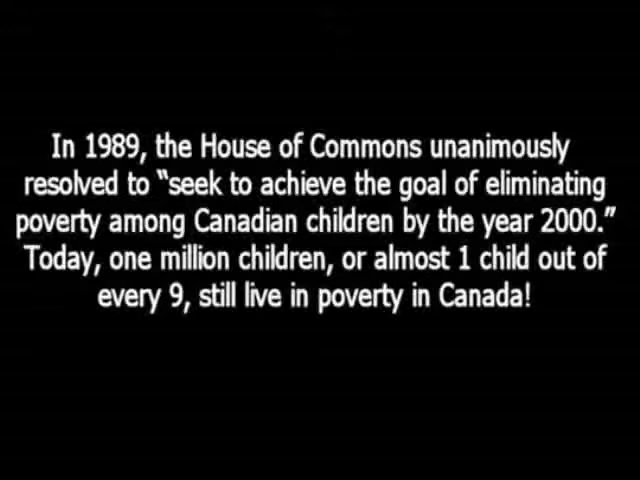 In 1989, the House of Commons unanimously
resolved to “seek to achieve the goal of eliminating
poverty among Canadian children by the year 2000.”
Today, one million children, or almost 1 child out of
every 9, still live in poverty in Canada!